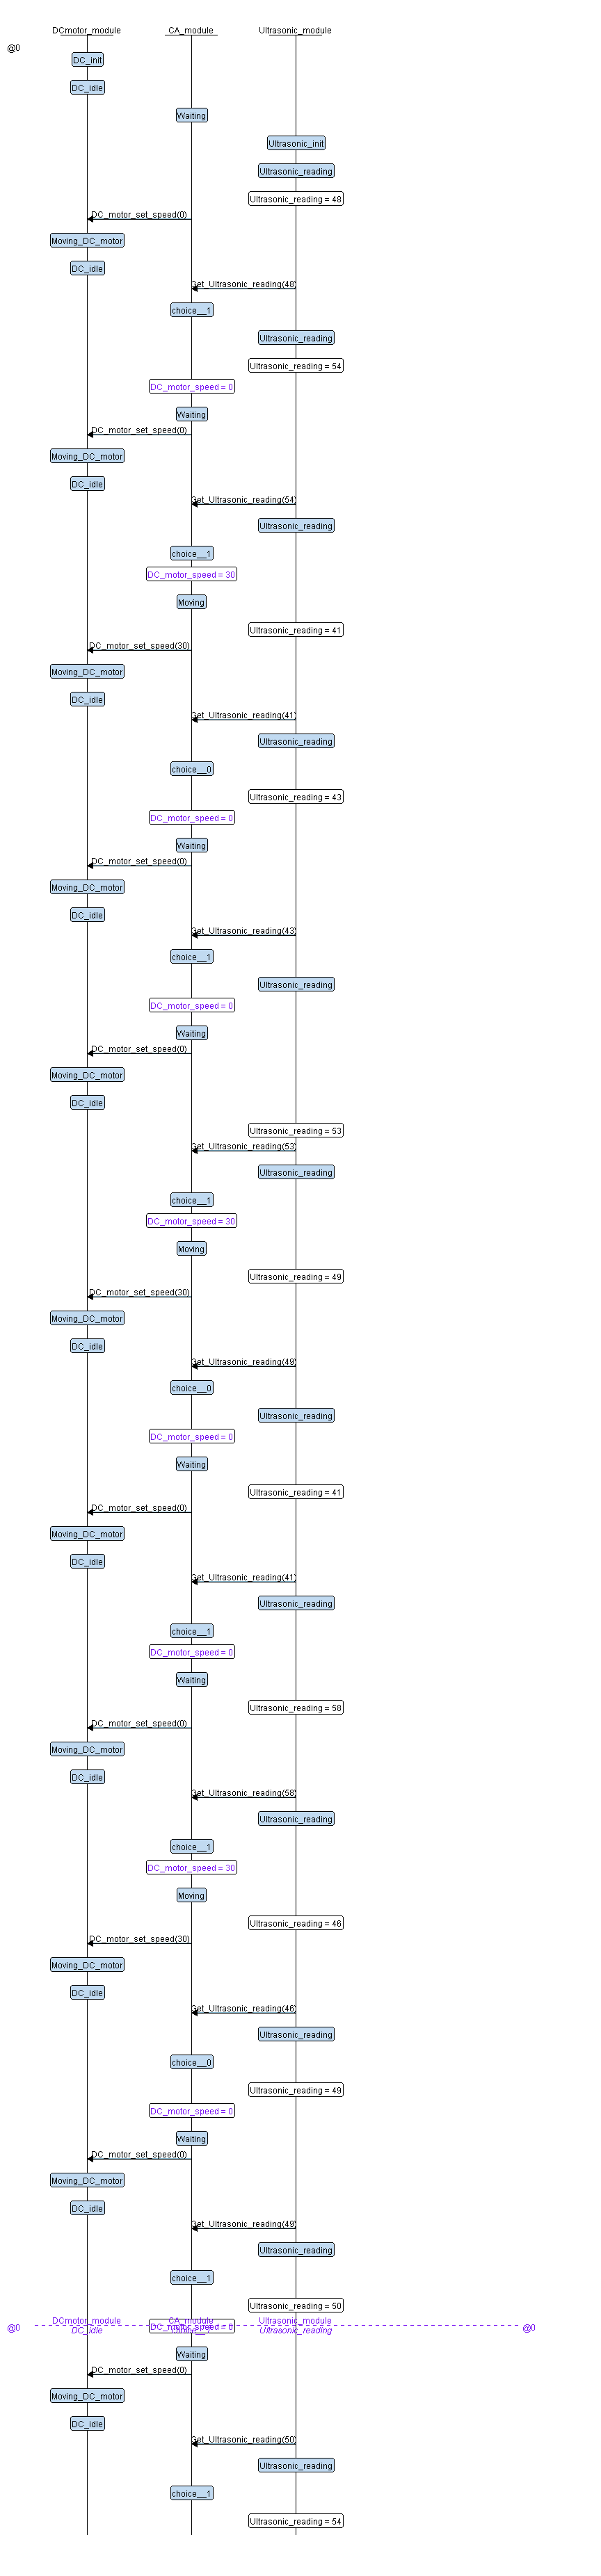 DCmotor_module CA_module Ultrasonic_module
@0
DC_init
DC_idle
Waiting
Ultrasonic_init
Ultrasonic_reading
Ultrasonic_reading = 48
DC_motor_set_speed(0)
Moving_DC_motor
DC_idle
Get_Ultrasonic_reading(48)
choice__1
Ultrasonic_reading
Ultrasonic_reading = 54
DC_motor_speed = 0
Waiting
DC_motor_set_speed(0)
Moving_DC_motor
DC_idle
Get_Ultrasonic_reading(54)
Ultrasonic_reading
choice__1
DC_motor_speed = 30
Moving
Ultrasonic_reading = 41
DC_motor_set_speed(30)
Moving_DC_motor
DC_idle
Get_Ultrasonic_reading(41)
Ultrasonic_reading
choice__0
Ultrasonic_reading = 43
DC_motor_speed = 0
Waiting
DC_motor_set_speed(0)
Moving_DC_motor
DC_idle
Get_Ultrasonic_reading(43)
choice__1
Ultrasonic_reading
DC_motor_speed = 0
Waiting
DC_motor_set_speed(0)
Moving_DC_motor
DC_idle
Ultrasonic_reading = 53
Get_Ultrasonic_reading(53)
Ultrasonic_reading
choice__1
DC_motor_speed = 30
Moving
Ultrasonic_reading = 49
DC_motor_set_speed(30)
Moving_DC_motor
DC_idle
Get_Ultrasonic_reading(49)
choice__0
Ultrasonic_reading
DC_motor_speed = 0
Waiting
Ultrasonic_reading = 41
DC_motor_set_speed(0)
Moving_DC_motor
DC_idle
Get_Ultrasonic_reading(41)
Ultrasonic_reading
choice__1
DC_motor_speed = 0
Waiting
Ultrasonic_reading = 58
DC_motor_set_speed(0)
Moving_DC_motor
DC_idle
Get_Ultrasonic_reading(58)
Ultrasonic_reading
choice__1
DC_motor_speed = 30
Moving
Ultrasonic_reading = 46
DC_motor_set_speed(30)
Moving_DC_motor
DC_idle
Get_Ultrasonic_reading(46)
Ultrasonic_reading
choice__0
Ultrasonic_reading = 49
DC_motor_speed = 0
Waiting
DC_motor_set_speed(0)
Moving_DC_motor
DC_idle
Get_Ultrasonic_reading(49)
Ultrasonic_reading
choice__1
Ultrasonic_reading = 50
DCmotor_module CA_module Ultrasonic_module
@0 DC_motor_speed = 0 @0
DC_idle Ultrasonic_reading
Waiting
DC_motor_set_speed(0)
Moving_DC_motor
DC_idle
Get_Ultrasonic_reading(50)
Ultrasonic_reading
choice__1
Ultrasonic_reading = 54